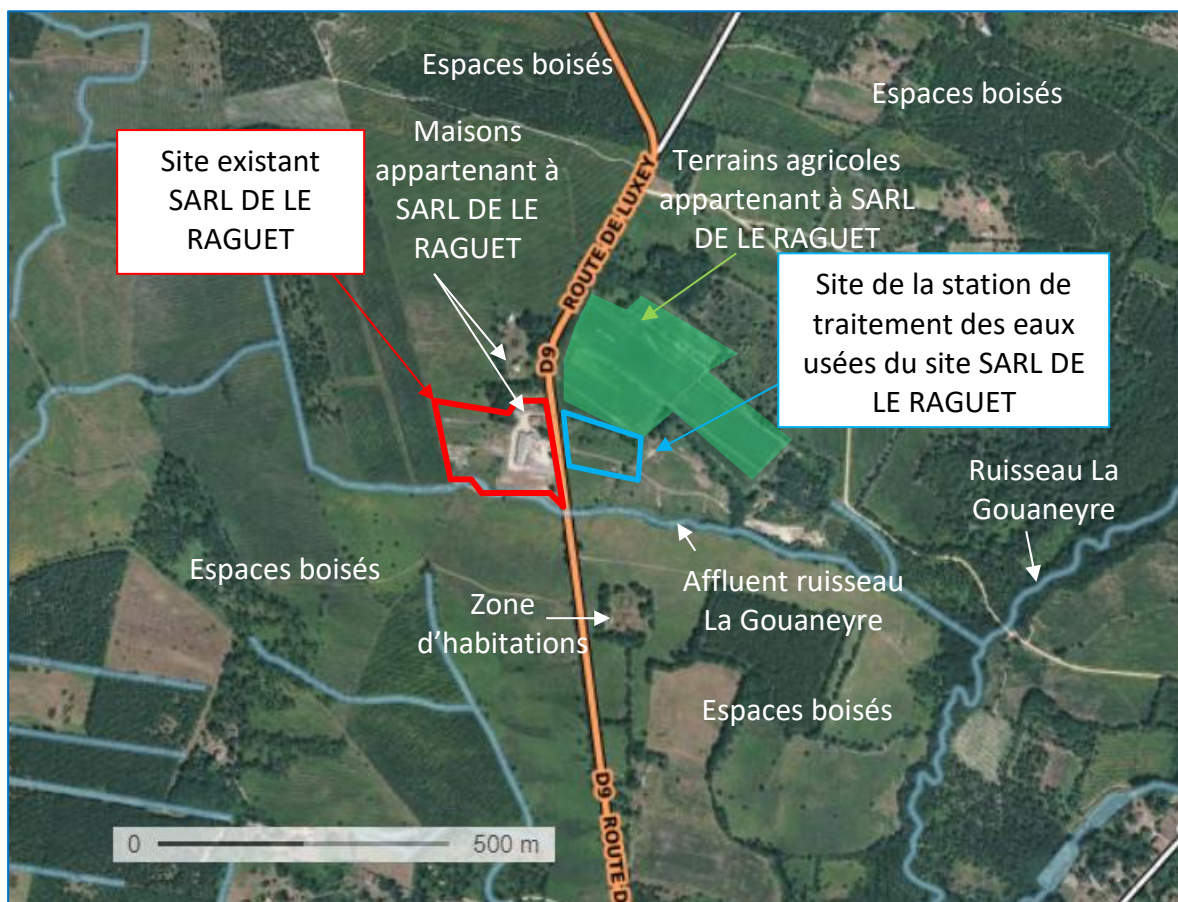 Espaces boisés
Espaces boisés
Site existant
SARL DE LE
RAGUET
Maisons
appartenant à
SARL DE LE
RAGUET
ROUTE DE LUXEY
Terrains agricoles
appartenant à SARL
DE LE RAGUET
Site de la station de
traitement des eaux
usées du site SARL DE
LE RAGUET
D9
Ruisseau La
Gouaneyre
Espaces boisés
Affluent ruisseau
La Gouaneyre
Zone
d’habitations
Espaces boisés
D9 - ROUTE D
0 500 m